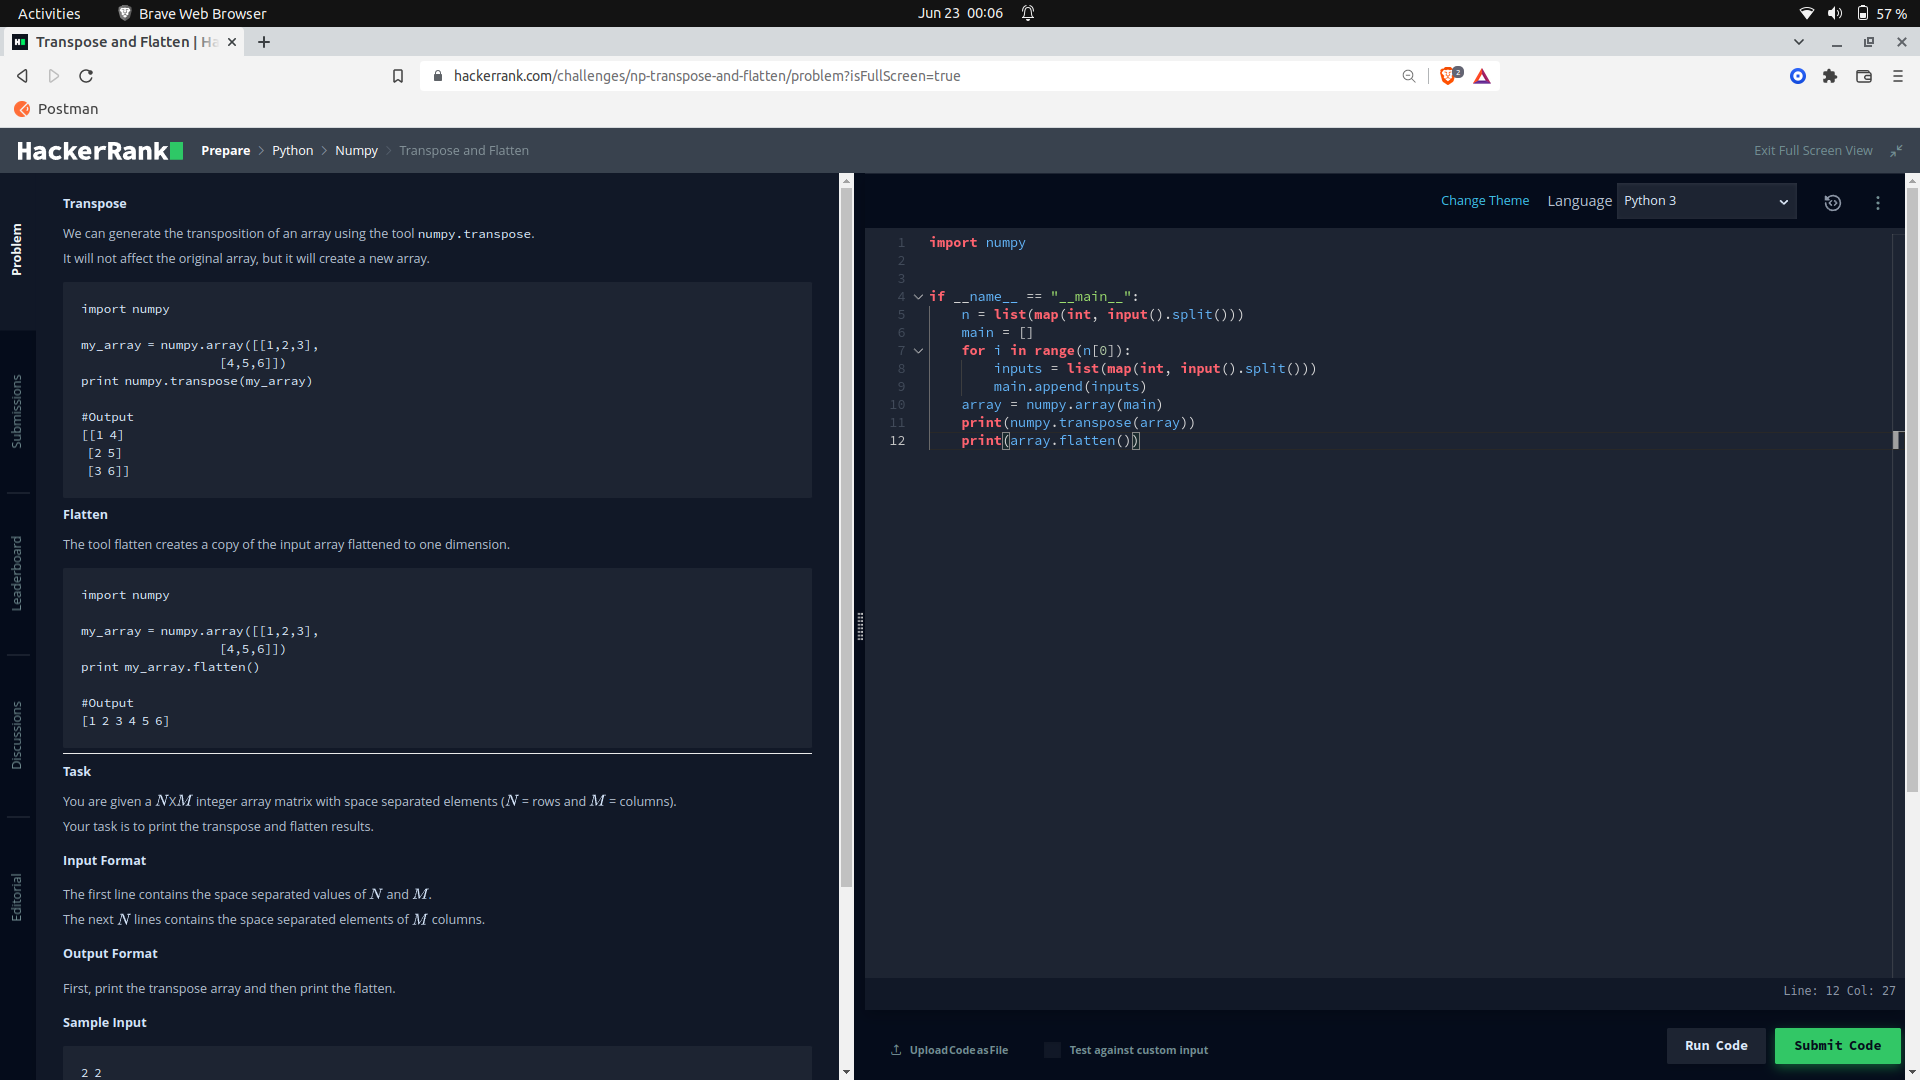 Activities
Brave Web Browser
Jun 23 00:06
57 %
Transpose and Flatten | Ha
hackerrank.com/challenges/np-transpose-and-flatten/problem?isFullScreen=true
2
Postman
HackerRank
Prepare > Python > Numpy > Transpose and Flatten
Exit Full Screen View
Problem
Submissions
Leaderboard
Discussions
Editorial
Transpose
We can generate the transposition of an array using the tool numpy.transpose.
It will not affect the original array, but it will create a new array.
import numpy
my_array = numpy.array([[1,2,3],
[4,5,6]])
print numpy.transpose(my_array)
#Output
[[1 4]
[2 5]
[3 6]]
Flatten
The tool flatten creates a copy of the input array flattened to one dimension.
import numpy
my_array = numpy.array([[1,2,3],
[4,5,6]])
print my_array.flatten()
#Output
[1 2 3 4 5 6]
Task
You are given a NXM integer array matrix with space separated elements (N = rows and M = columns).
Your task is to print the transpose and flatten results.
Input Format
The first line contains the space separated values of N and M.
The next N lines contains the space separated elements of M columns.
Output Format
First, print the transpose array and then print the flatten.
Sample Input
2 2
Change Theme
Language
Python 3
1 import numpy
2
3
4 if __name__ == "__main__":
5 n = list(map(int, input().split()))
6 main = []
7 for i in range(n[0]):
8 inputs = list(map(int, input().split()))
9 main.append(inputs)
10 array = numpy.array(main)
11 print(numpy.transpose(array))
12 print(array.flatten())
Line: 12 Col: 27
Upload Code as File
Test against custom input
Run Code
Submit Code